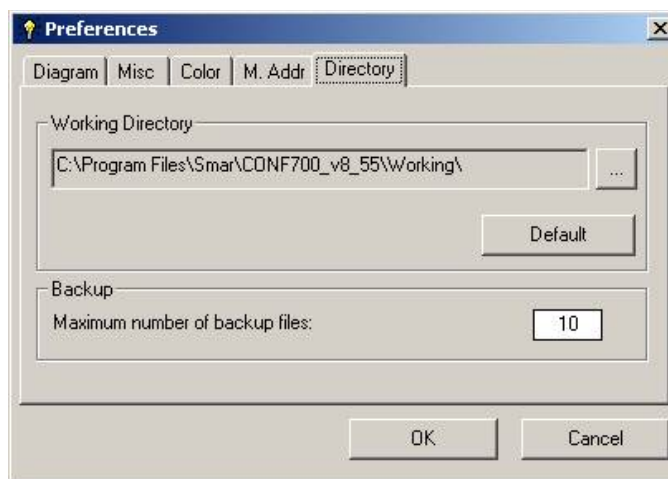 Preferences
Diagram Misc Color M. Addr Directory
Working Directory
C:\Program Files\Smar\CONF700_v8_55\Working\ ...
Default
Backup
Maximum number of backup files: 10
OK Cancel